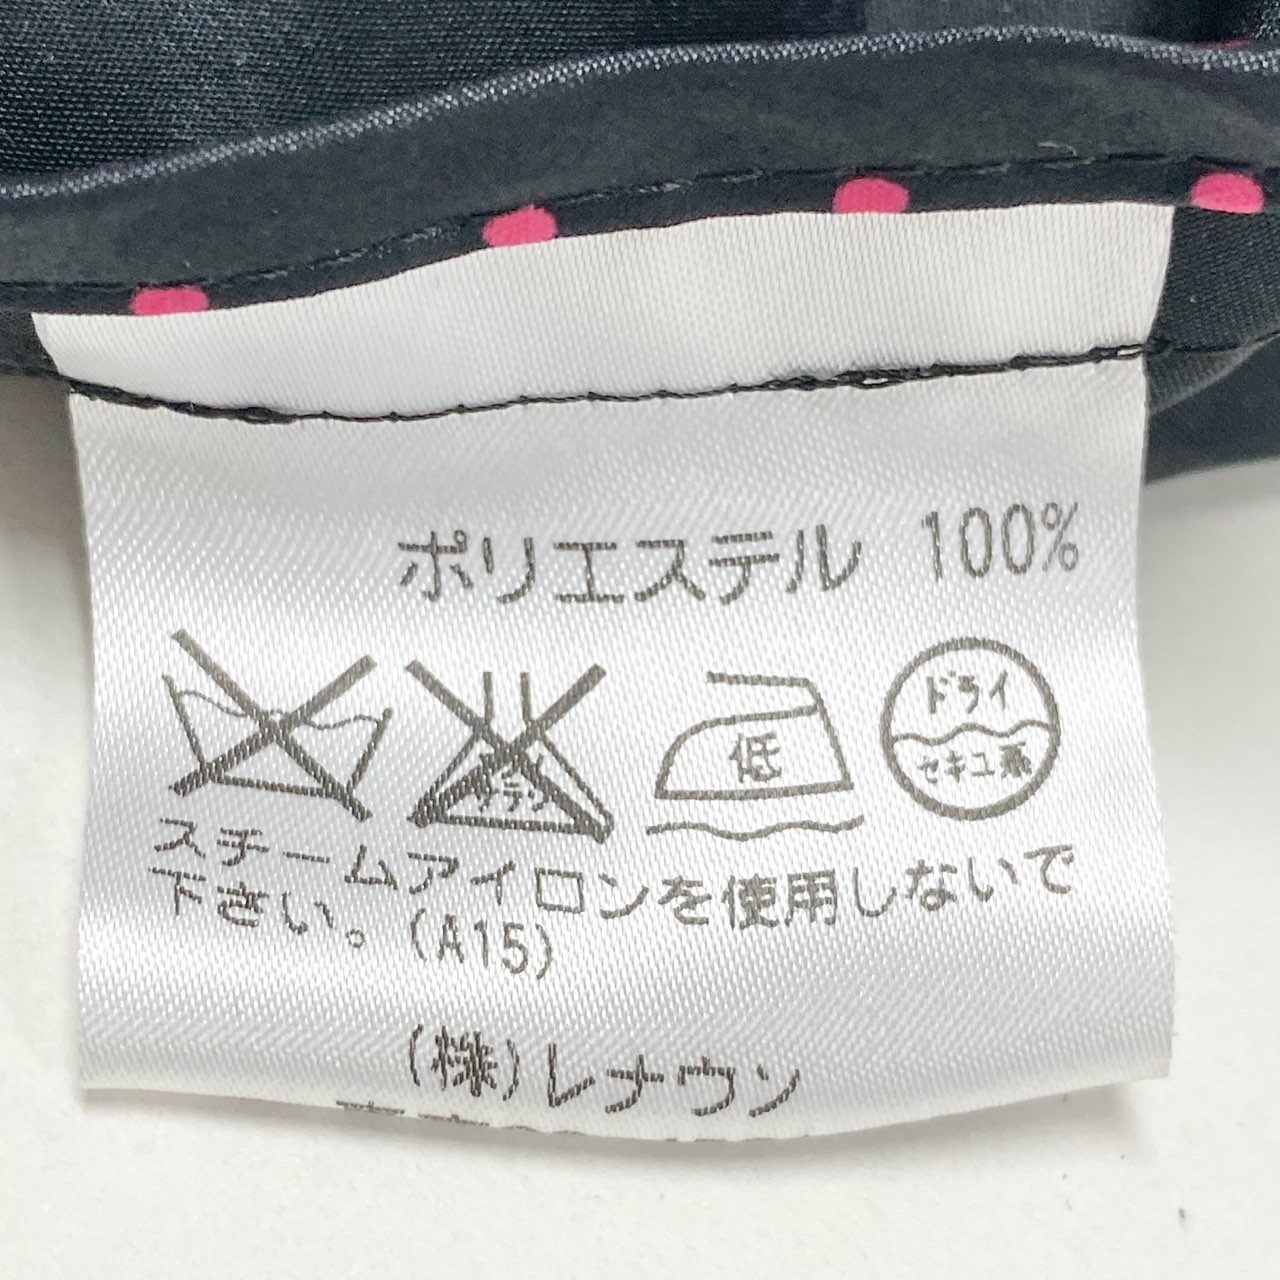 ポリエステル 100%
低
ドライ
セキユ系
スチームアイロンを使用しないで
下さい。(A15)
(株)レナウン